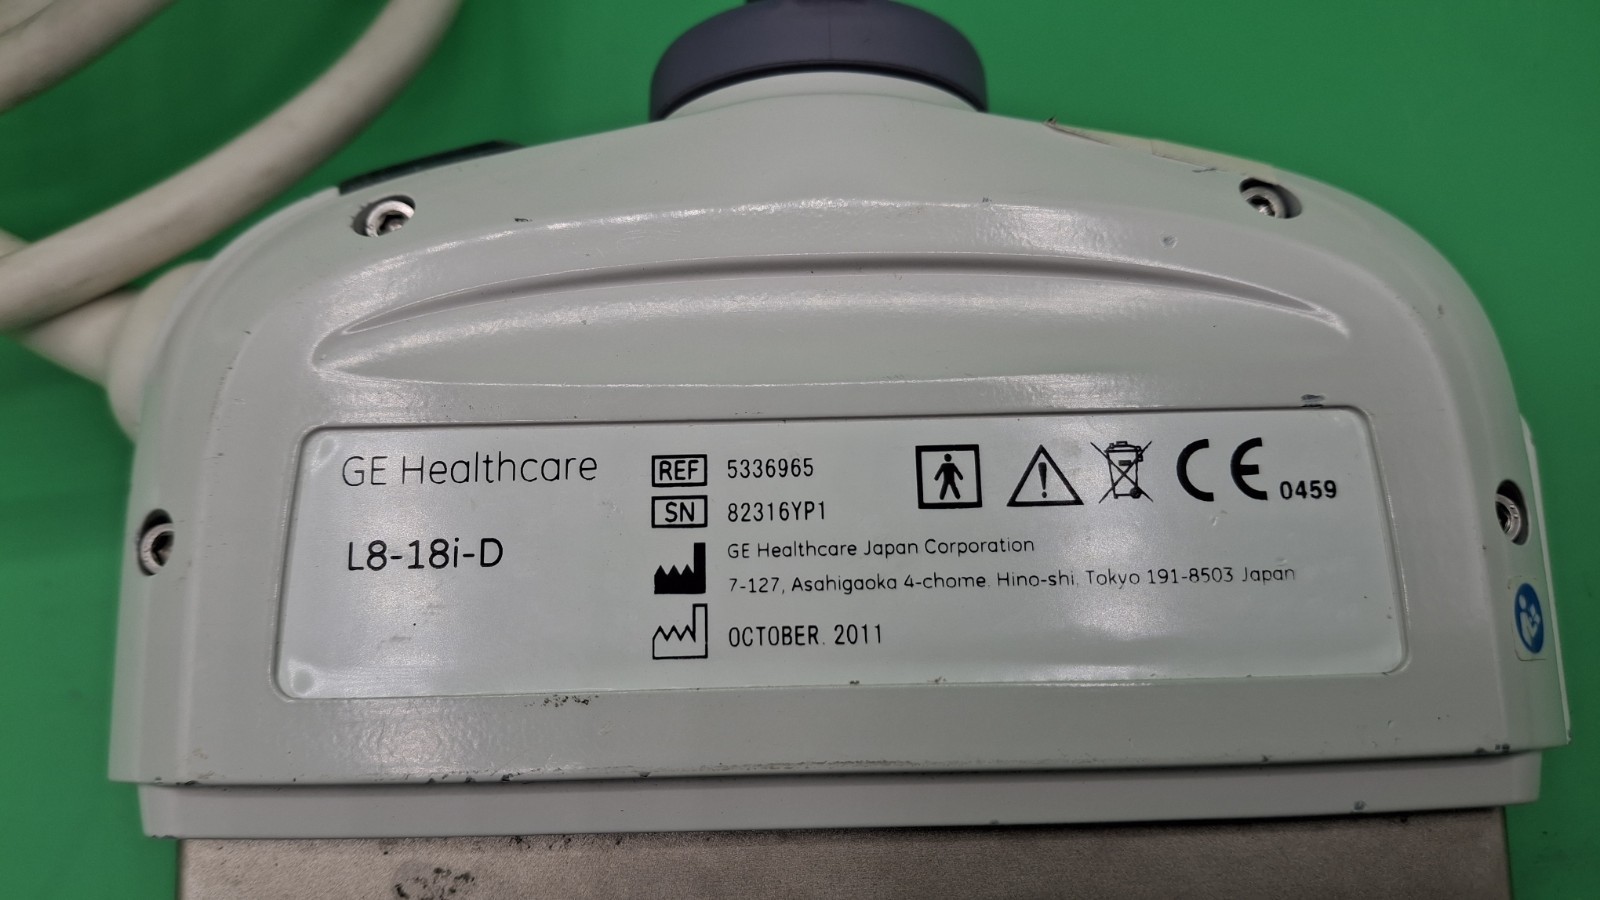 GE Healthcare
L8-18i-D
REF 5336965
SN 82316YP1
GE Healthcare Japan Corporation
7-127, Asahigaoka 4-chome. Hino-shi, Tokyo 191-8503 Japan
OCTOBER. 2011
CE 0459